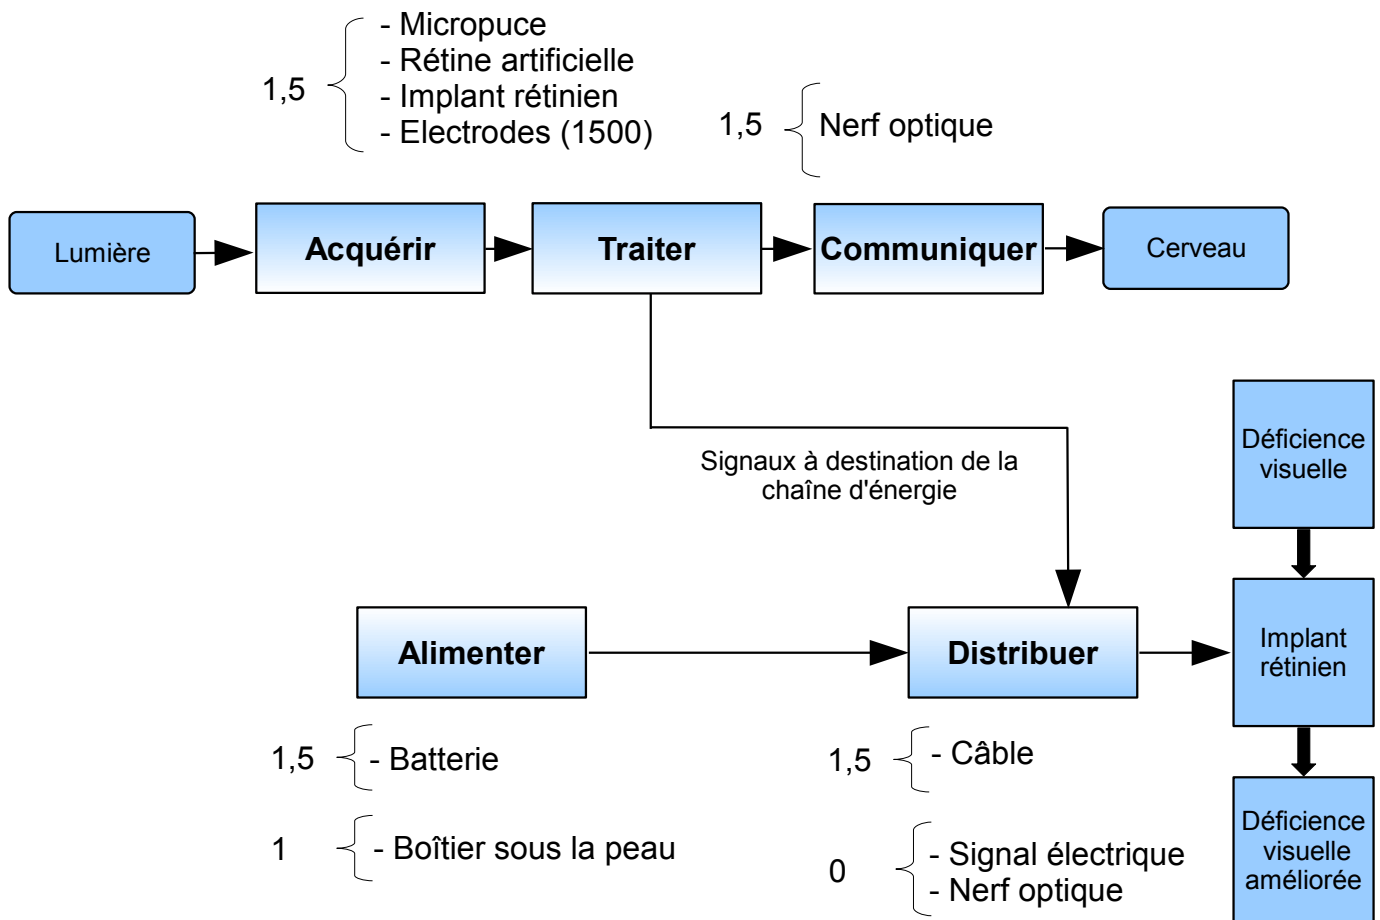 1,5
- Micropuce
- Rétine artificielle
- Implant rétinien
- Electrodes (1500)
1,5
Nerf optique
Lumière
Acquérir
Traiter
Communiquer
Cerveau
Signaux à destination de la
chaîne d'énergie
Déficience
visuelle
Alimenter
Distribuer
Implant
rétinien
1,5
- Batterie
1,5
- Câble
1
- Boîtier sous la peau
0
- Signal électrique
- Nerf optique
Déficience
visuelle
améliorée